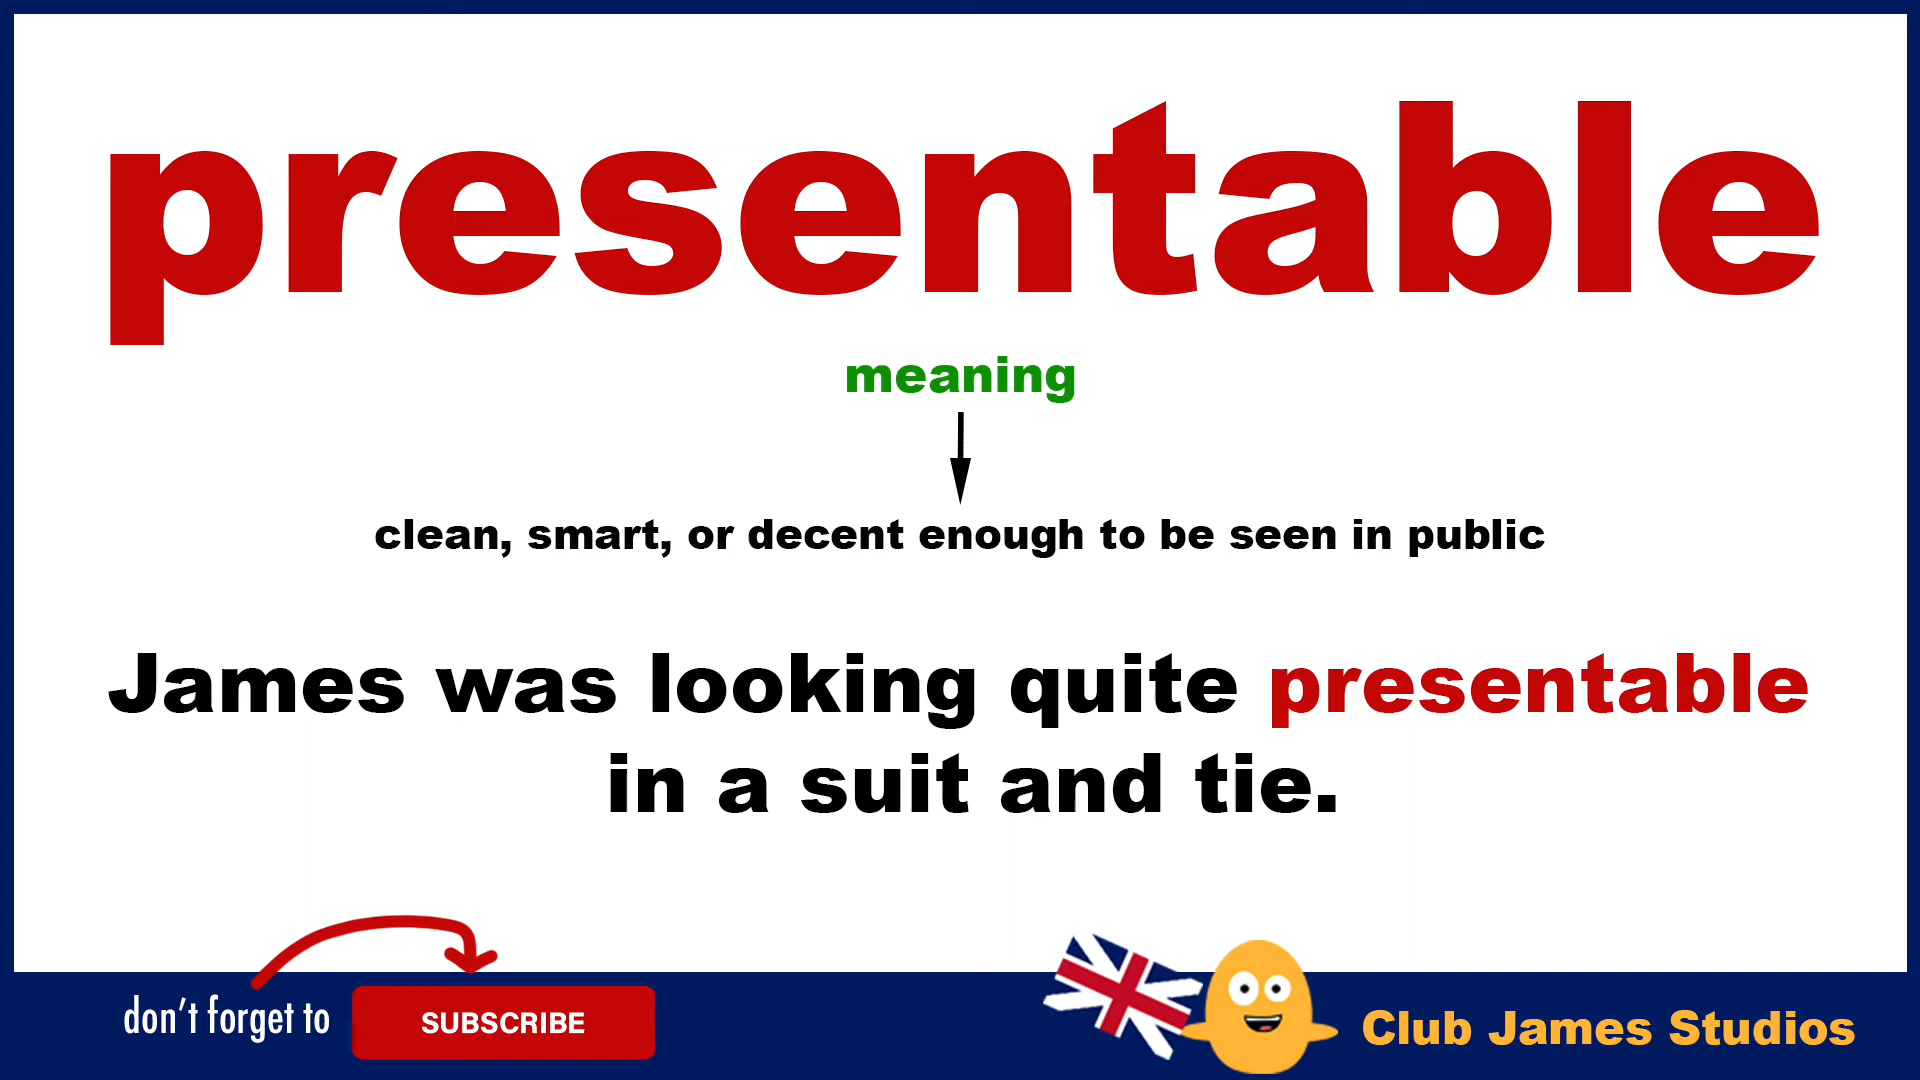 presentable
meaning
clean, smart, or decent enough to be seen in public
James was looking quite presentable
in a suit and tie.
don't forget to
SUBSCRIBE
Club James Studios